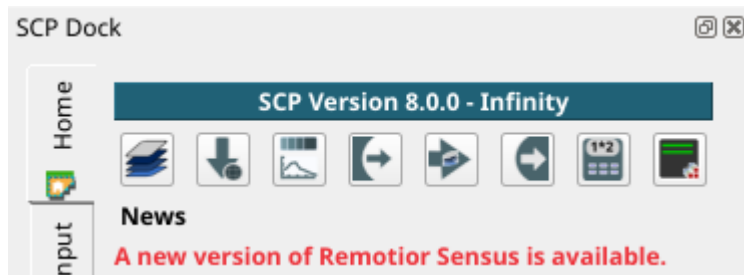 SCP Dock
Home
SCP Version 8.0.0 - Infinity
1*2
News
A new version of Remotior Sensus is available.